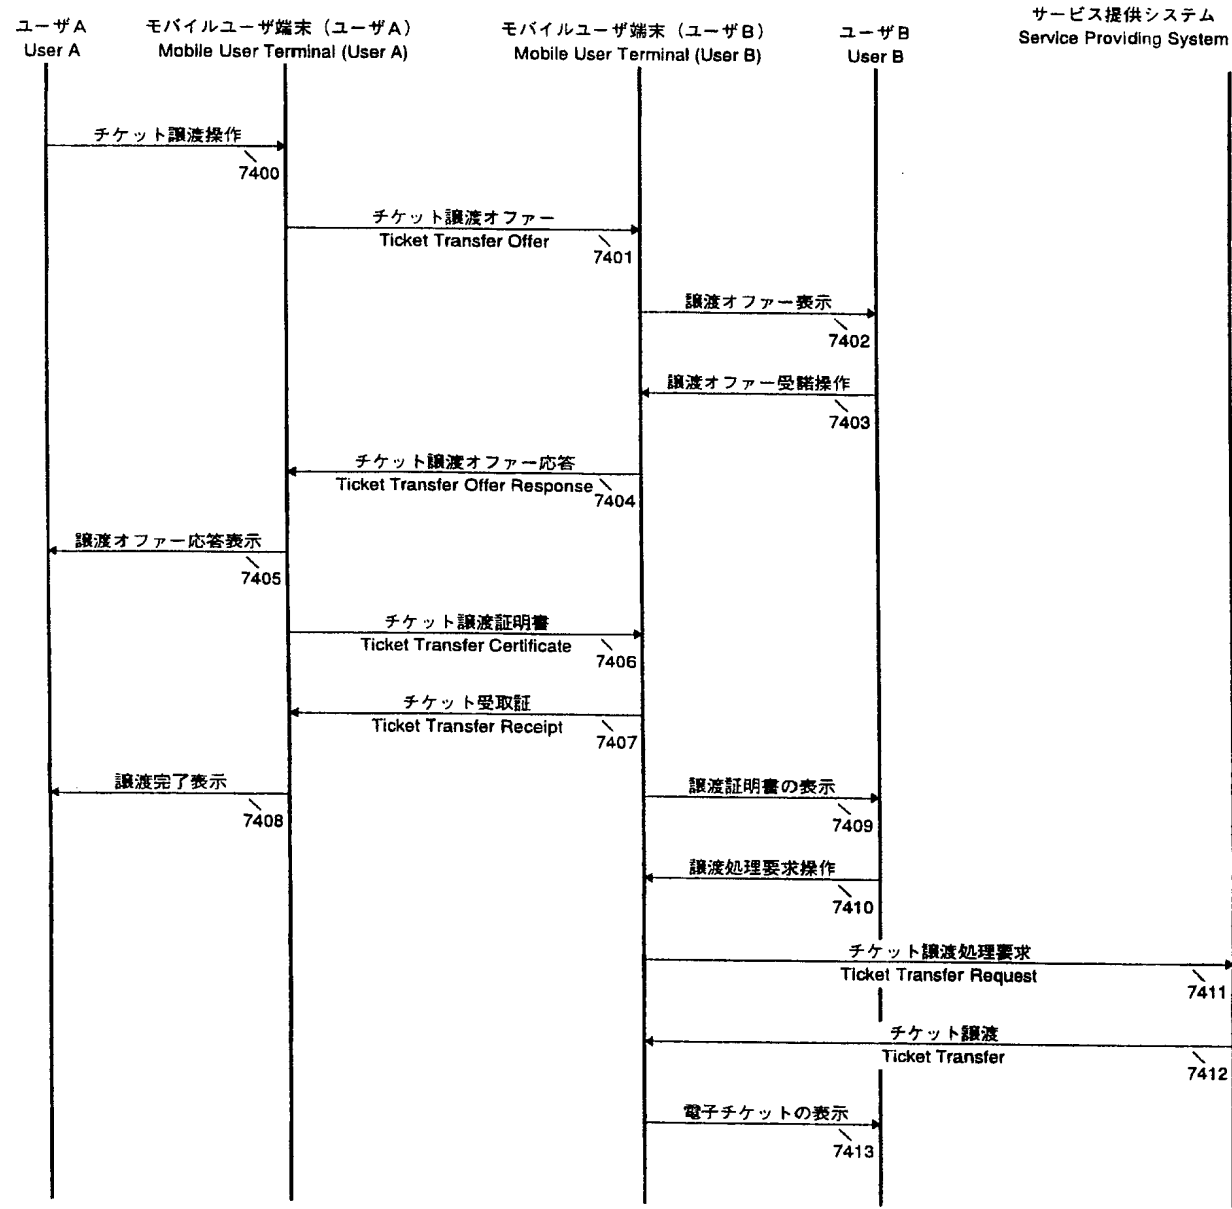 ユーザA
User A
モバイルユーザ端末（ユーザA）
Mobile User Terminal (User A)
モバイルユーザ端末（ユーザB）
Mobile User Terminal (User B)
ユーザB
User B
サービス提供システム
Service Providing System
チケット譲渡操作
7400
チケット譲渡オファー
Ticket Transfer Offer
7401
譲渡オファー表示
7402
譲渡オファー受諾操作
7403
チケット譲渡オファー応答
Ticket Transfer Offer Response
7404
譲渡オファー応答表示
7405
チケット譲渡証明書
Ticket Transfer Certificate
7406
チケット受取証
Ticket Transfer Receipt
7407
譲渡完了表示
7408
譲渡証明書の表示
7409
譲渡処理要求操作
7410
チケット譲渡処理要求
Ticket Transfer Request
7411
チケット譲渡
Ticket Transfer
7412
電子チケットの表示
7413